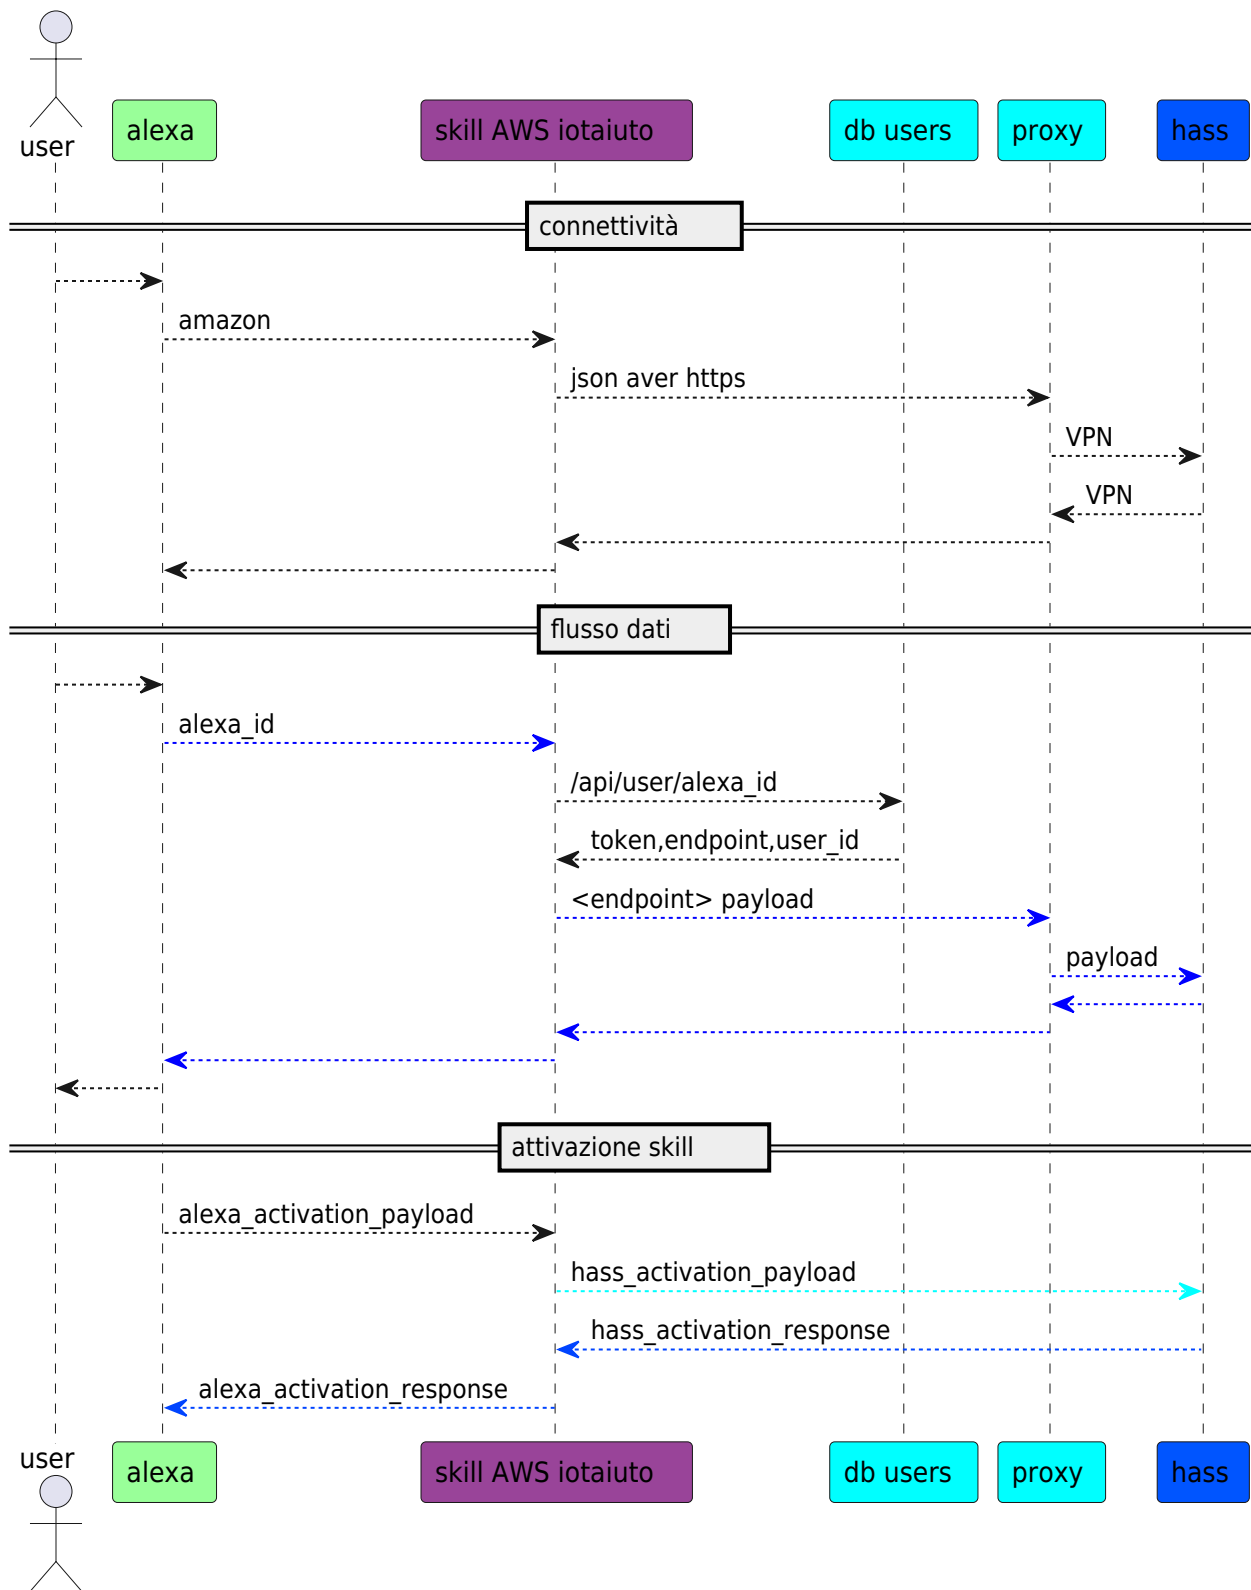 user
alexa
skill AWS iotaiuto
db users
proxy
hass
connettività
amazon
json aver https
VPN
VPN
flusso dati
alexa_id
/api/user/alexa_id
token,endpoint,user_id
<endpoint> payload
payload
attivazione skill
alexa_activation_payload
hass_activation_payload
hass_activation_response
alexa_activation_response
user
alexa
skill AWS iotaiuto
db users
proxy
hass